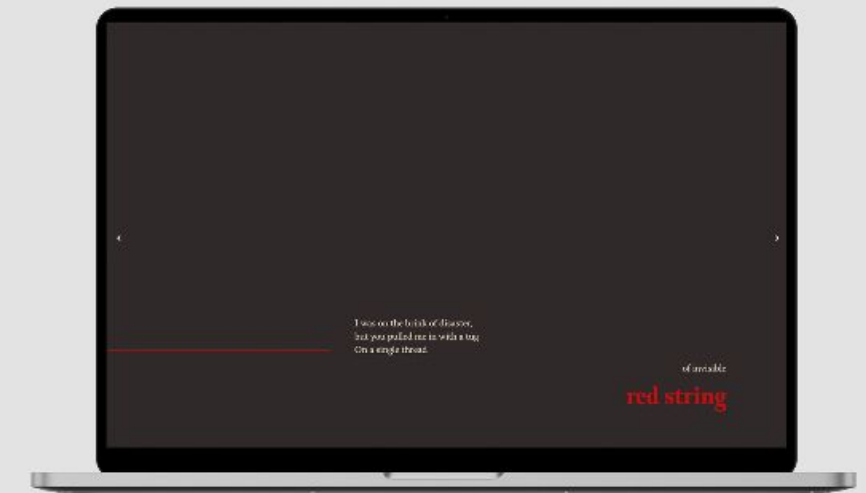 I was on the brink of disaster,
but you pulled me in with a tug
On a single thread
of invisible
red string